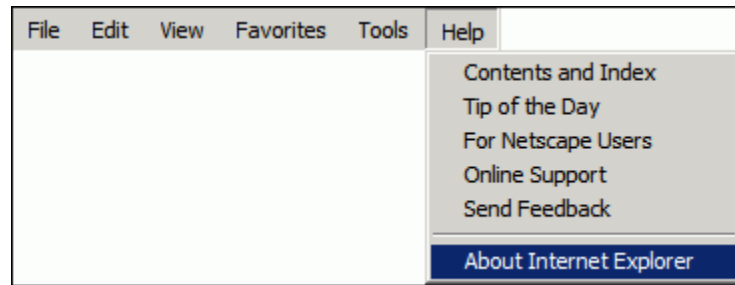 File Edit View Favorites Tools Help
Contents and Index
Tip of the Day
For Netscape Users
Online Support
Send Feedback
About Internet Explorer